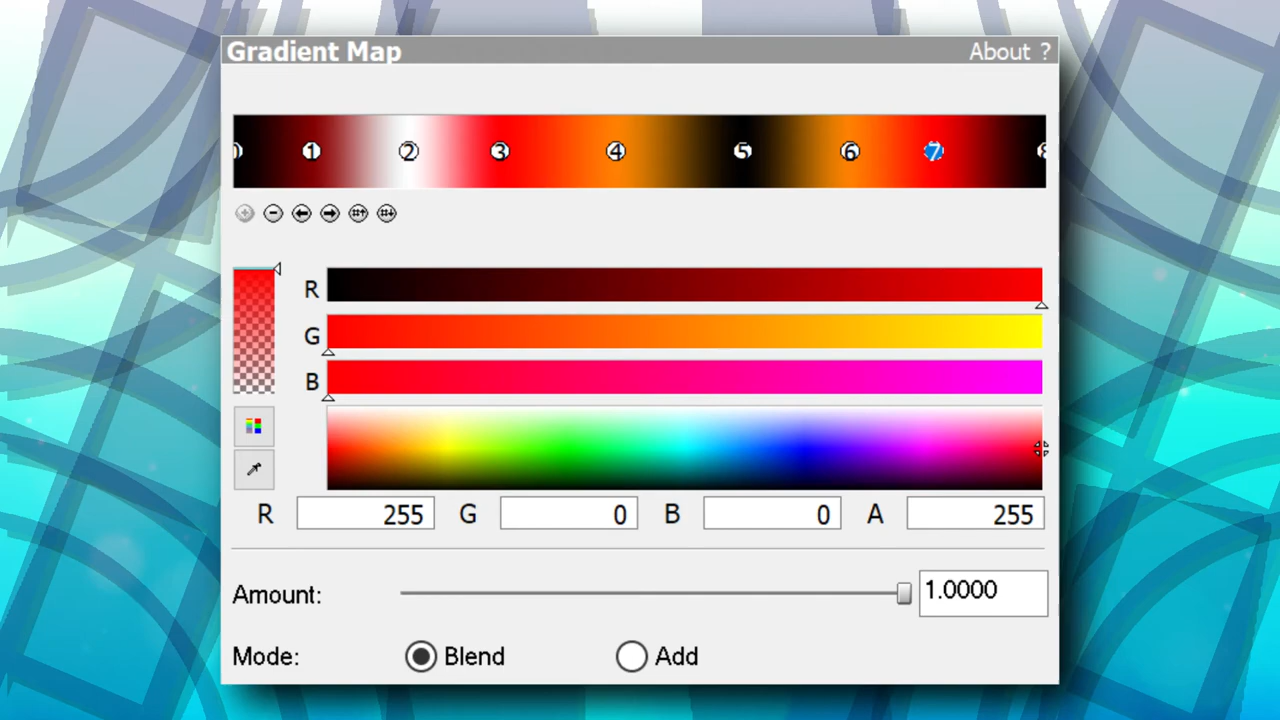 Gradient Map About ?
1 2 3 4 5 6 7
R
G
B
R 255 G 0 B 0 A 255
Amount: 1.0000
Mode: Blend Add